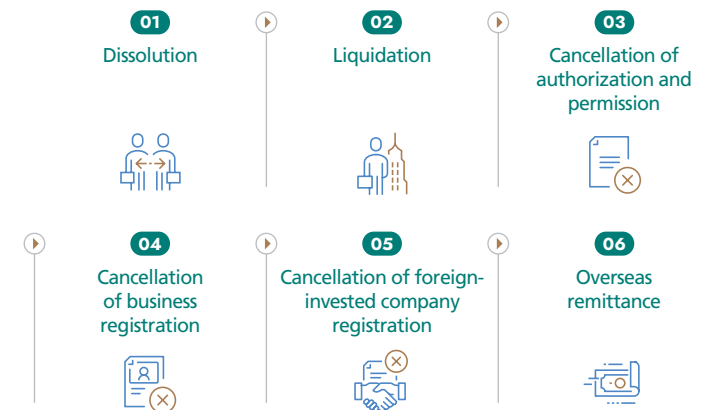 01
Dissolution
02
Liquidation
03
Cancellation of
authorization and
permission
04
Cancellation
of business
registration
05
Cancellation of foreign-
invested company
registration
06
Overseas
remittance